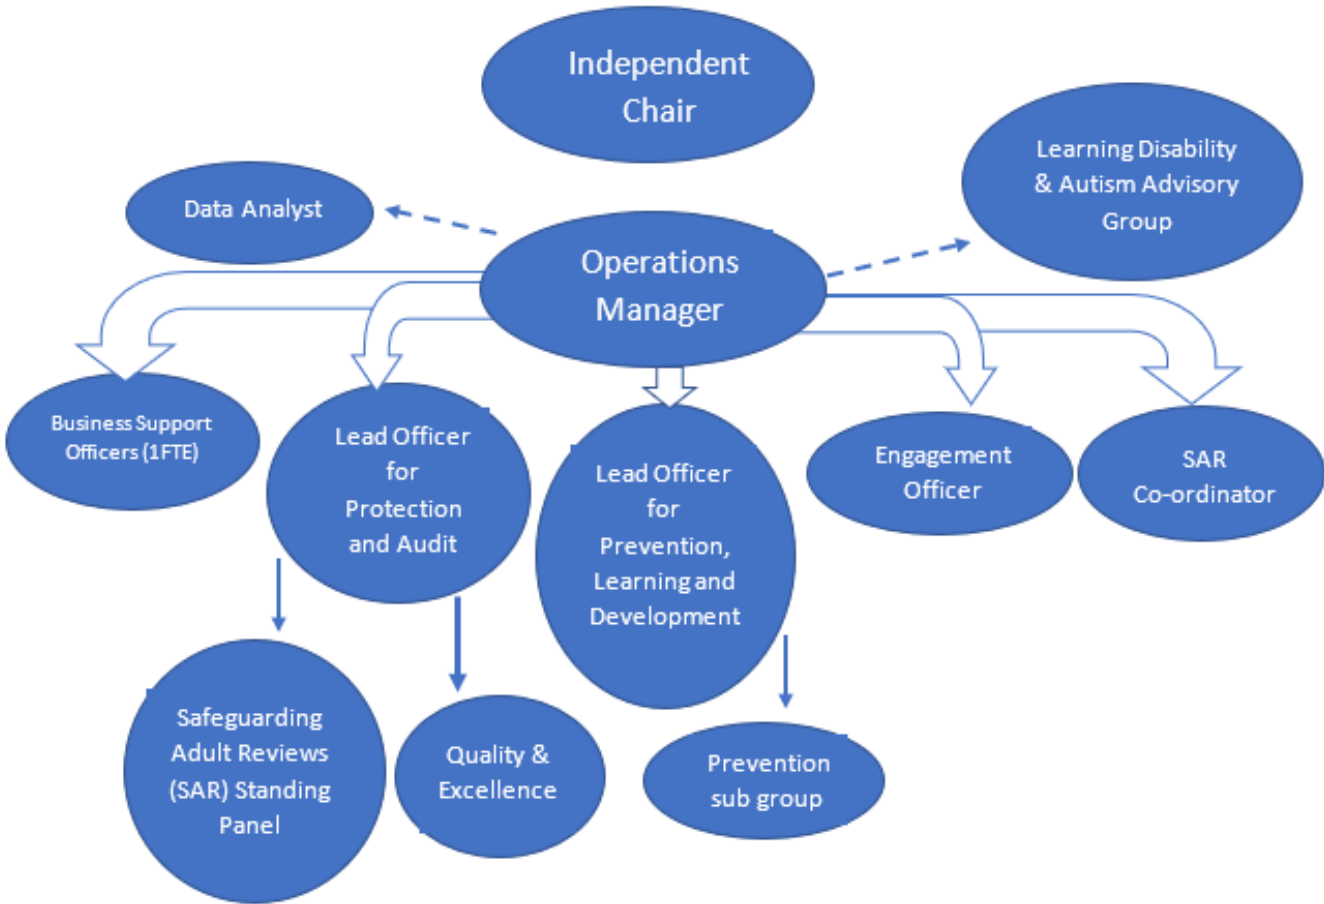 Independent
Chair
Learning Disability
& Autism Advisory
Group
Data Analyst
Operations
Manager
Business Support
Officers (1FTE)
Lead Officer
for
Protection
and Audit
Lead Officer
for
Prevention,
Learning and
Development
Engagement
Officer
SAR
Co-ordinator
Safeguarding
Adult Reviews
(SAR) Standing
Panel
Quality &
Excellence
Prevention
sub group